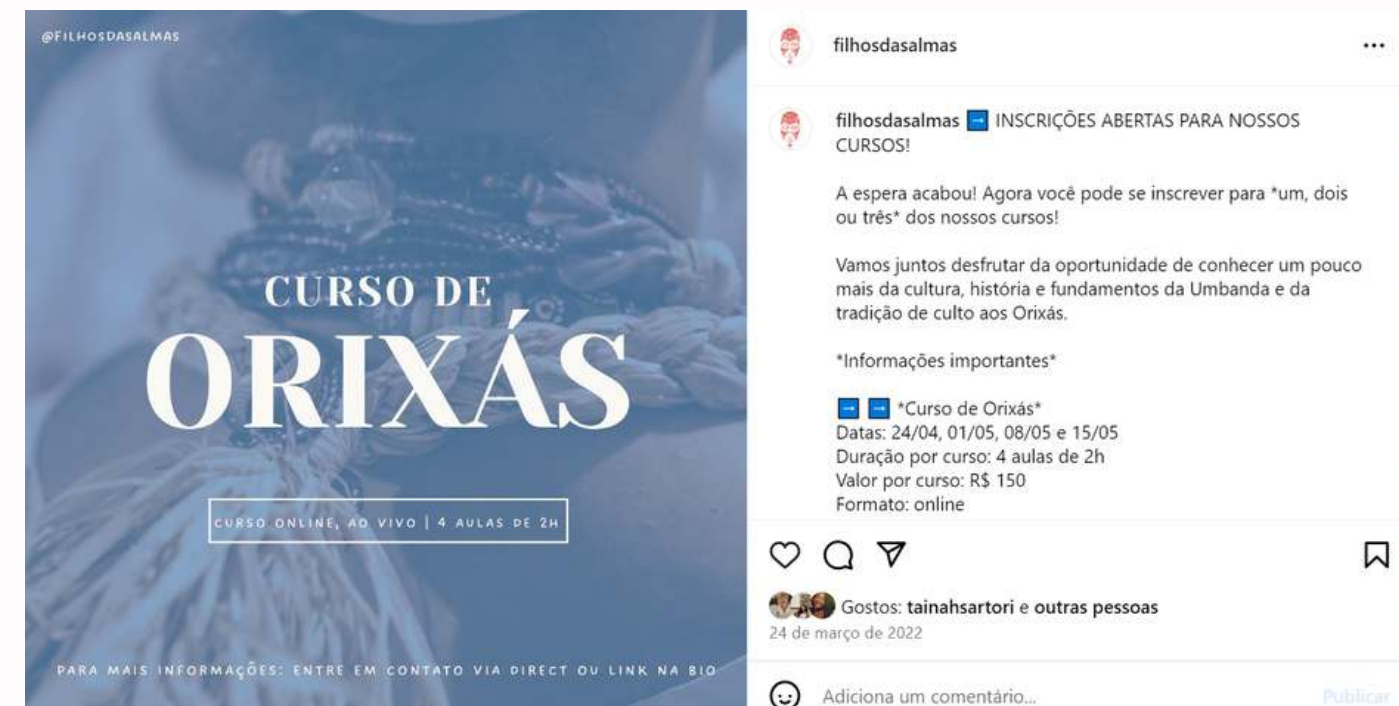 @FILHOSDASALMAS
CURSO DE
ORIXÁS
CURSO ONLINE, AO VIVO | 4 AULAS DE 2H
PARA MAIS INFORMAÇÕES: ENTRE EM CONTATO VIA DIRECT OU LINK NA BIO
filhosdasalmas
filhosdasalmas ➡️ INSCRIÇÕES ABERTAS PARA NOSSOS
CURSOS!
A espera acabou! Agora você pode se inscrever para *um, dois
ou três* dos nossos cursos!
Vamos juntos desfrutar da oportunidade de conhecer um pouco
mais da cultura, história e fundamentos da Umbanda e da
tradição de culto aos Orixás.
*Informações importantes*
➡️ ➡️ *Curso de Orixás*
Datas: 24/04, 01/05, 08/05 e 15/05
Duração por curso: 4 aulas de 2h
Valor por curso: R$ 150
Formato: online
Gostos: tainahsartori e outras pessoas
24 de março de 2022
Adiciona um comentário...
Publicar